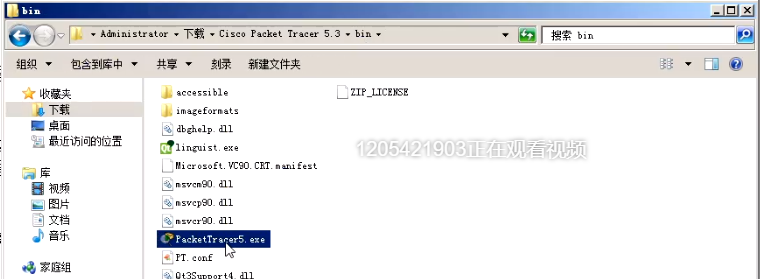 bin
Administrator 下载 Cisco Packet Tracer 5.3 bin
搜索 bin
组织 包含到库中 共享 刻录 新建文件夹
收藏夹
下载
桌面
最近访问的位置
库
视频
图片
文档
音乐
家庭组
accessible
imageformats
dbghelp.dll
linguist.exe
Microsoft.VC90.CRT.manifest
msvcm90.dll
msvcp90.dll
msvcr90.dll
PacketTracer5.exe
PT.conf
Qt3Support4.dll
ZIP_LICENSE
1205421903正在观看视频